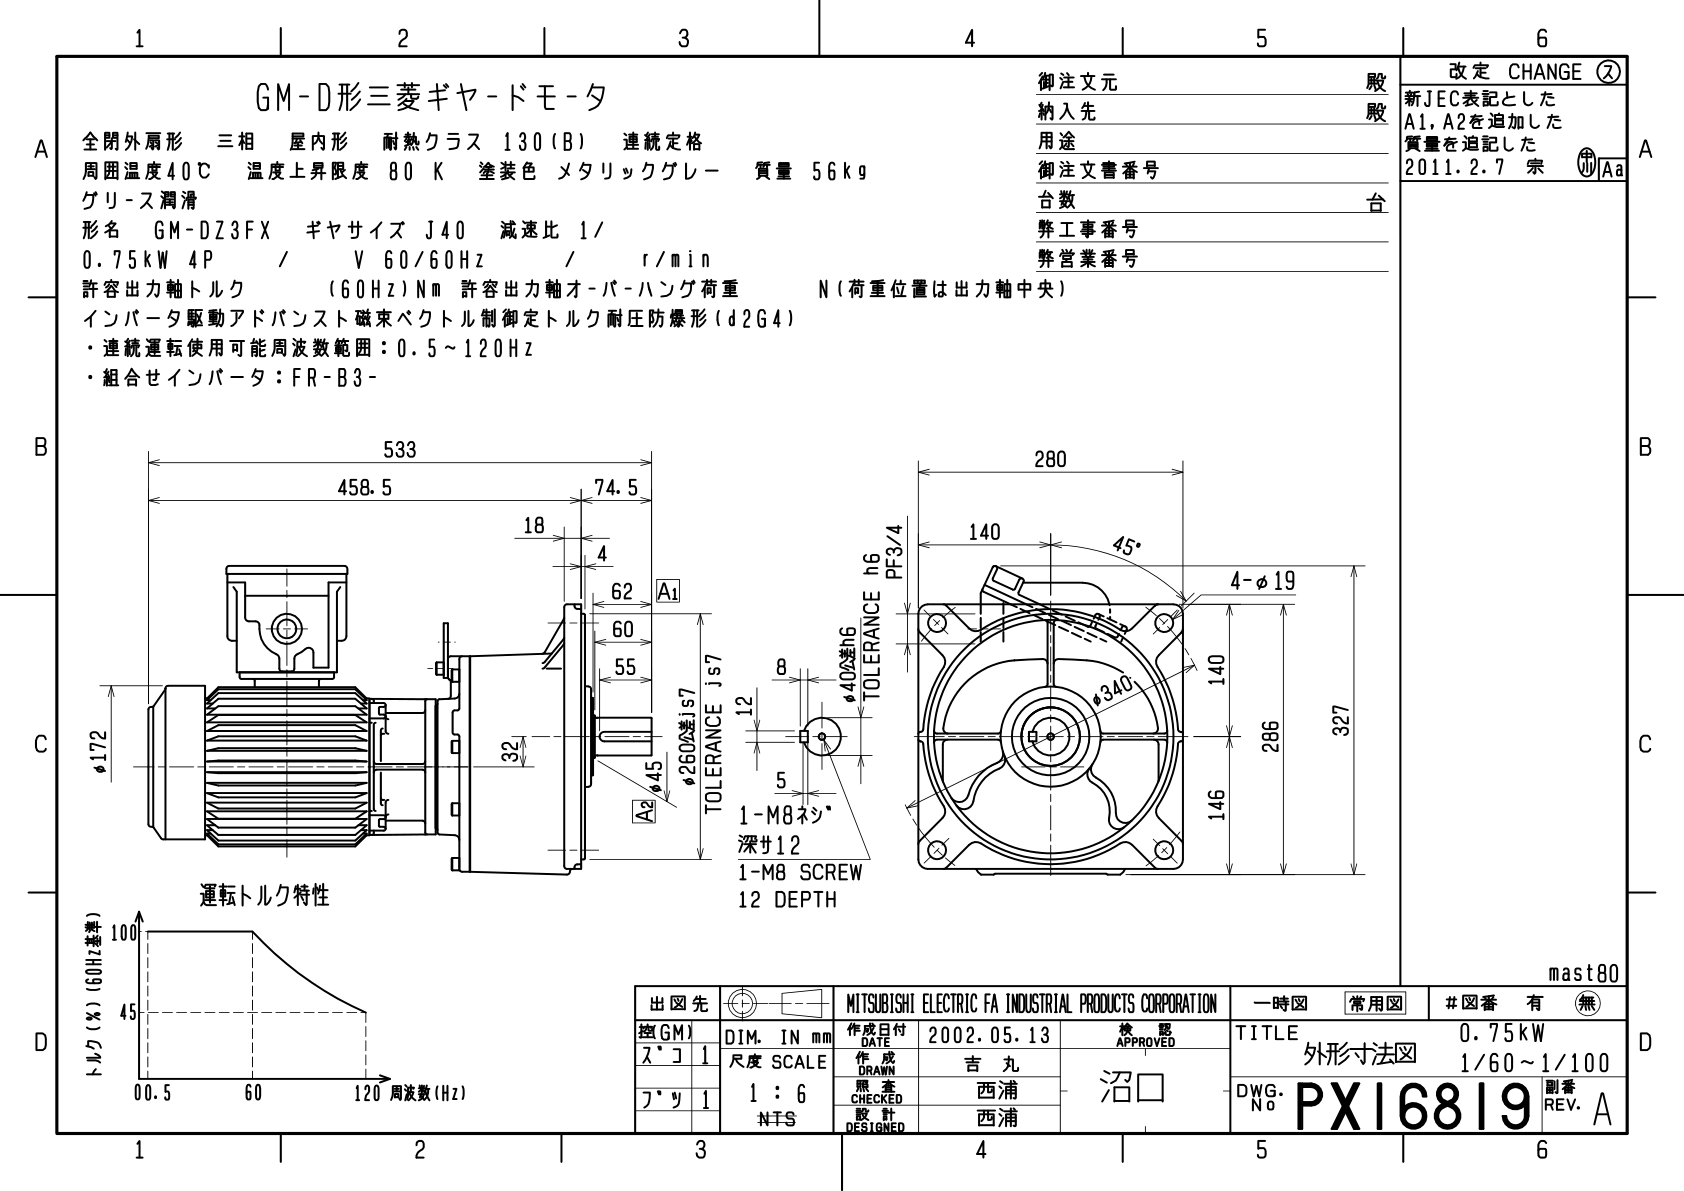 1 2 3 4 5 6
GM-D形三菱ギヤードモータ
全閉外扇形 三相 屋内形 耐熱クラス 130(B) 連続定格
周囲温度40℃ 温度上昇限度 80 K 塗装色 メタリックグレー 質量 56kg
グリース潤滑
形名 GM-DZ3FX ギヤサイズ J40 減速比 1/
0.75kW 4P / V 60/60Hz / r/min
許容出力軸トルク (60Hz)Nm 許容出力軸オーバーハング荷重 N(荷重位置は出力軸中央)
インバータ駆動アドバンスト磁束ベクトル制御定トルク耐圧防爆形(d2G4)
・連続運転使用可能周波数範囲：0.5～120Hz
・組合せインバータ：FR-B3-
御注文元 殿
納入先 殿
用途
御注文書番号
台数 台
弊工事番号
弊営業番号
改定 CHANGE ス
新JEC表記とした
A1,A2を追加した
質量を追記した
2011.2.7 宗 Aa
A A
B B
C C
D D
533
458.5 74.5
18
4
62 A1
60
55
φ172
32
φ45
A2
φ260公差js7
TOLERANCE js7
8
12
5
φ40公差h6
TOLERANCE h6
PF3/4
1-M8ネジ
深サ12
1-M8 SCREW
12 DEPTH
280
140
45°
4-φ19
φ340
140
146
286
327
運転トルク特性
トルク(%)(60Hz基準)
100
45
0 0.5 60 120 周波数(Hz)
mast80
出図先
控(GM)
スﾞコ 1
プツ 1
DIM. IN mm
尺度 SCALE
1 : 6
NTS
MITSUBISHI ELECTRIC FA INDUSTRIAL PRODUCTS CORPORATION
作成日付 DATE 2002.05.13
作成 DRAWN 吉丸
照査 CHECKED 西浦
設計 DESIGNED 西浦
検認 APPROVED
沼口
一時図 常用図 #図番 有 無
TITLE 0.75kW
外形寸法図 1/60～1/100
DWG. No PX16819 副番 REV. A
1 2 3 4 5 6